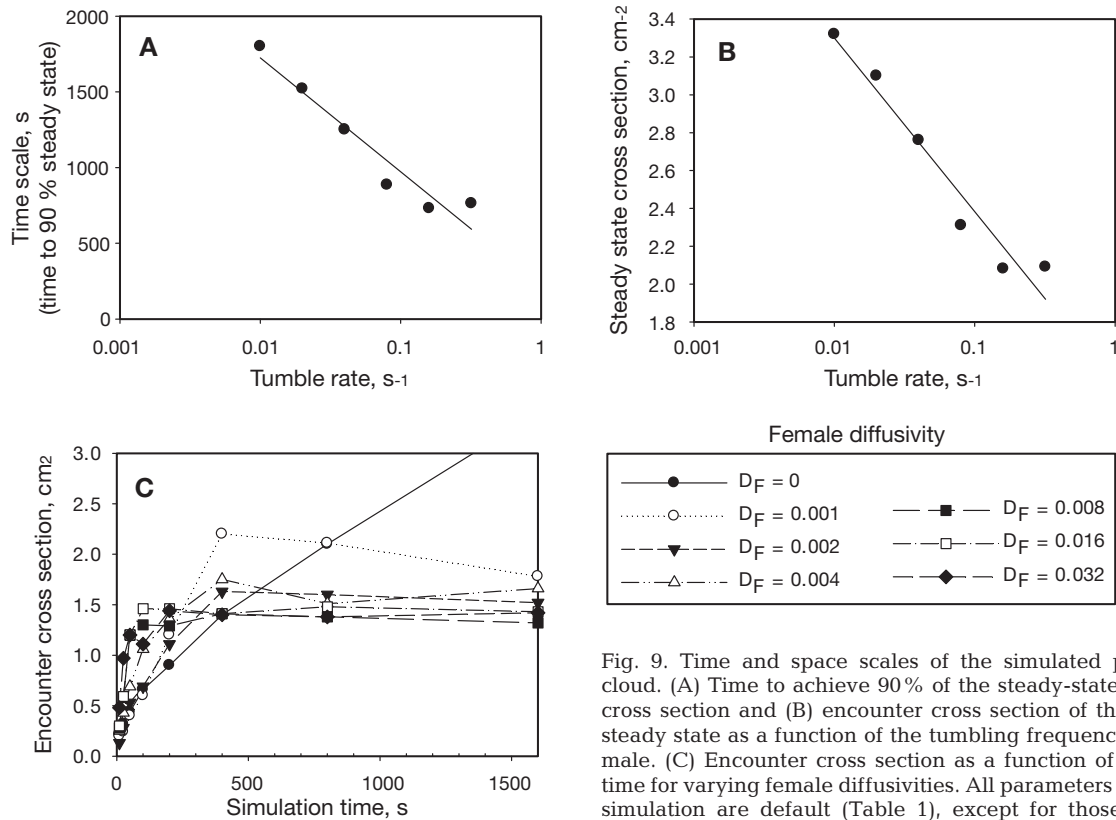 A
2000
1500
1000
500
0
Time scale, s
(time to 90 % steady state)
0.001 0.01 0.1 1
Tumble rate, s-1
B
3.4
3.2
3.0
2.8
2.6
2.4
2.2
2.0
1.8
Steady state cross section, cm-2
0.001 0.01 0.1 1
Tumble rate, s-1
C
3.0
2.5
2.0
1.5
1.0
0.5
0.0
Encounter cross section, cm2
0 500 1000 1500
Simulation time, s
Female diffusivity
DF = 0
DF = 0.001
DF = 0.002
DF = 0.004
DF = 0.008
DF = 0.016
DF = 0.032
Fig. 9. Time and space scales of the simulated p
cloud. (A) Time to achieve 90% of the steady-state
cross section and (B) encounter cross section of th
steady state as a function of the tumbling frequenc
male. (C) Encounter cross section as a function of
time for varying female diffusivities. All parameters
simulation are default (Table 1), except for those